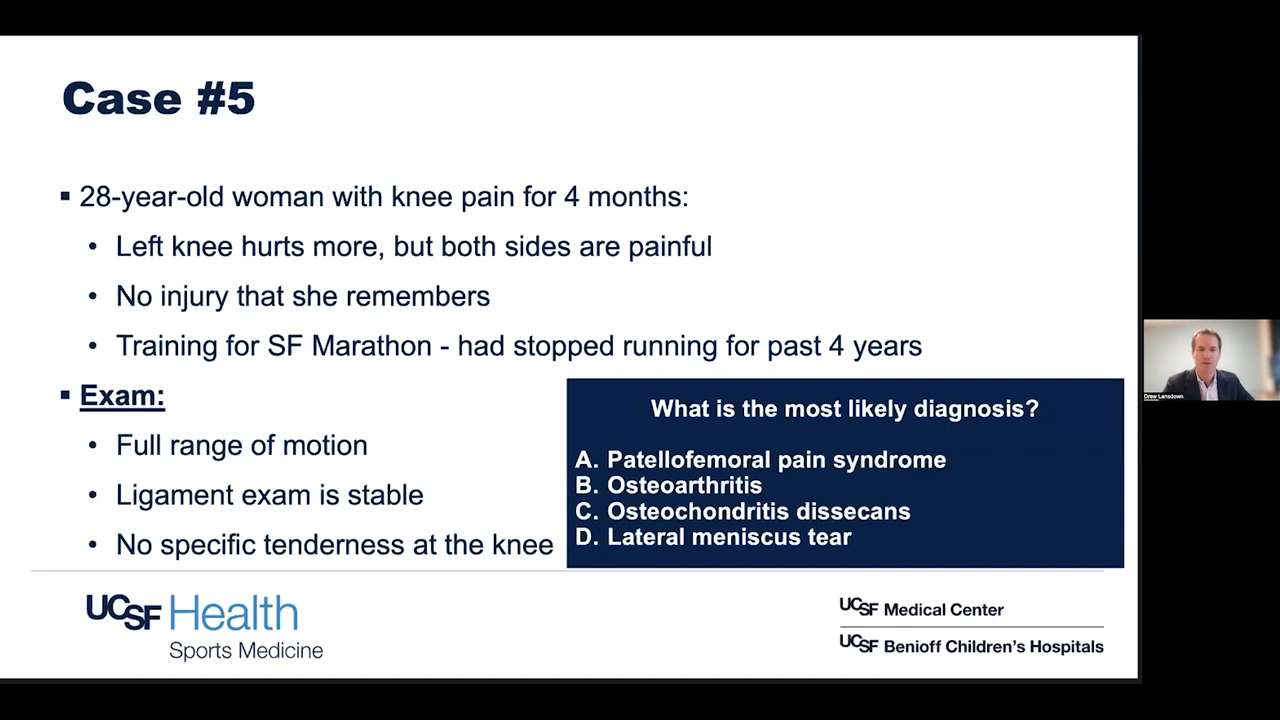 Case #5
▪ 28-year-old woman with knee pain for 4 months:
• Left knee hurts more, but both sides are painful
• No injury that she remembers
• Training for SF Marathon - had stopped running for past 4 years
▪ Exam:
• Full range of motion
• Ligament exam is stable
• No specific tenderness at the knee
What is the most likely diagnosis?
A. Patellofemoral pain syndrome
B. Osteoarthritis
C. Osteochondritis dissecans
D. Lateral meniscus tear
UCSF Health
Sports Medicine
UCSF Medical Center
UCSF Benioff Children's Hospitals
Drew Lansdown